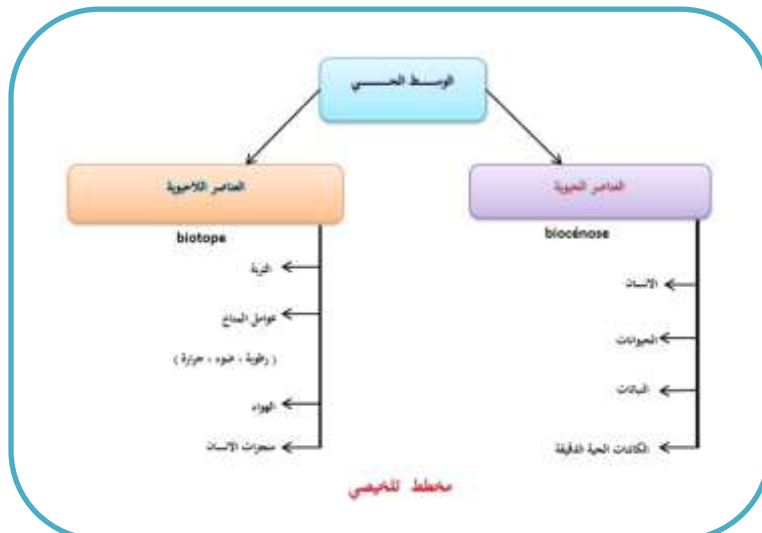 الوسط الحي
العناصر الحيوية
العناصر اللاحيوية
biocénose
biotope
الانسان
الحيوانات
النباتات
الكائنات الحية الدقيقة
التربة
عوامل المناخ
( رطوبة ، ضوء ، حرارة )
الهواء
منجزات الانسان
مخطط تلخيصي